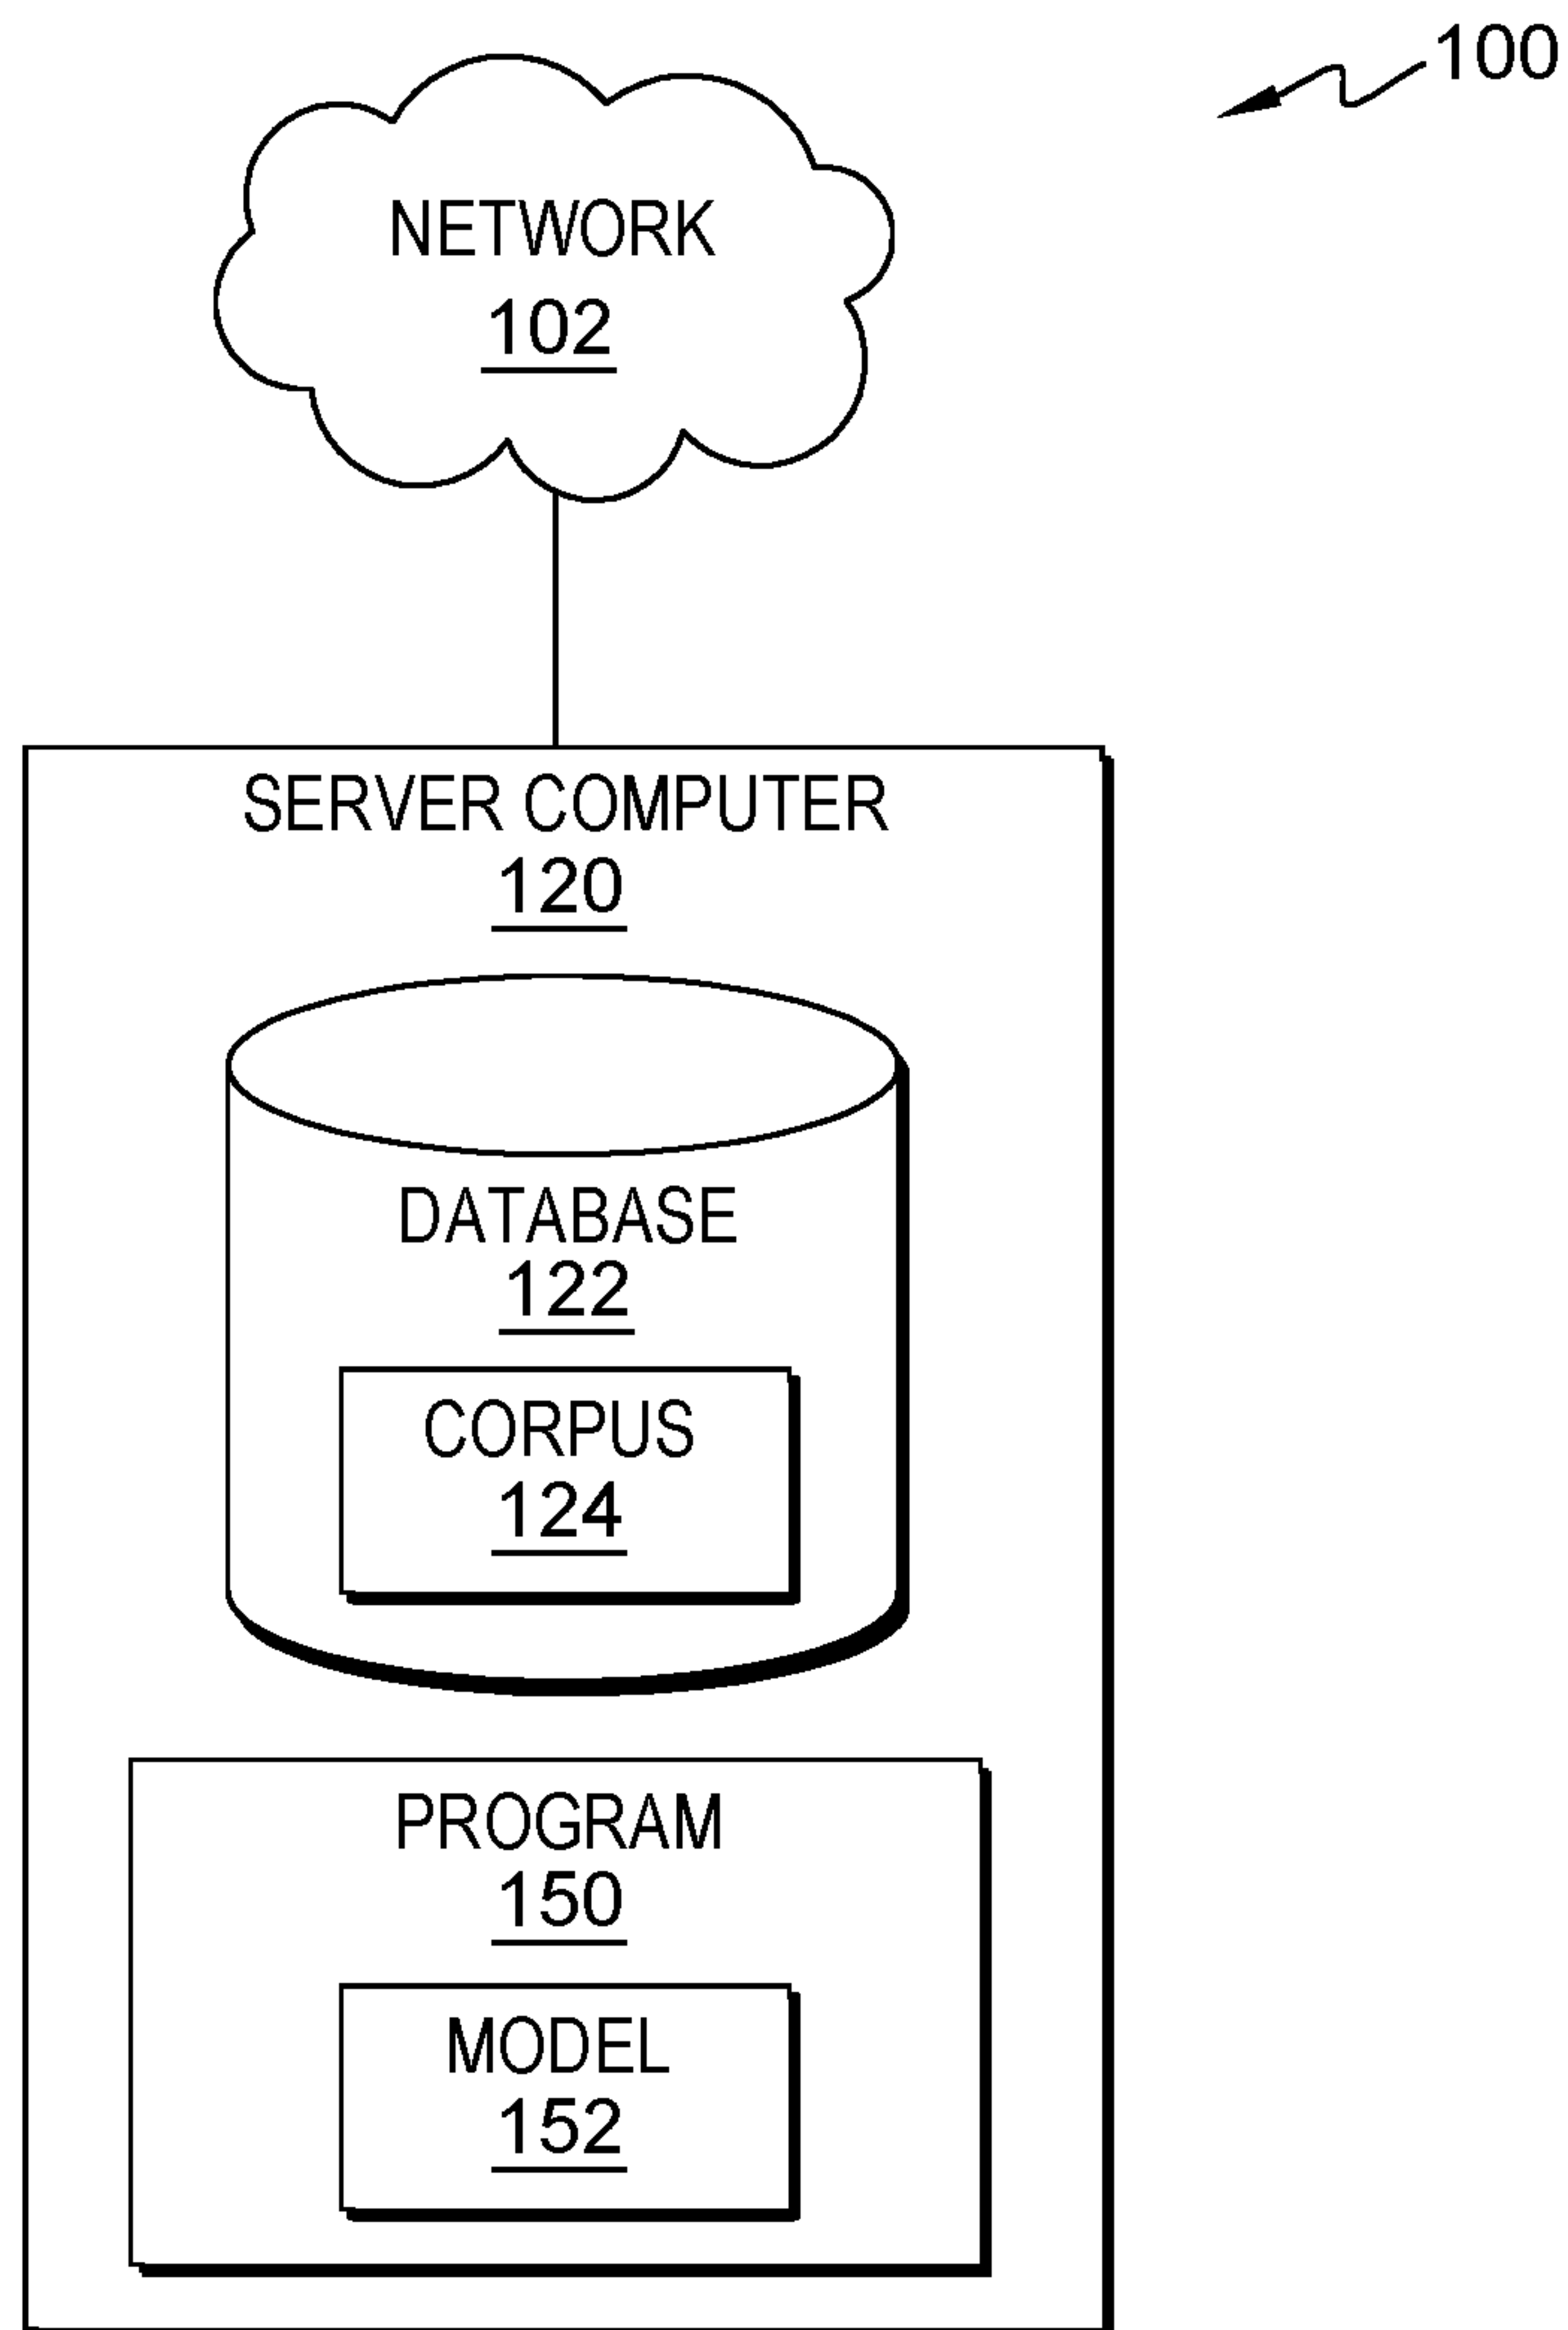 100
NETWORK
102
SERVER COMPUTER
120
DATABASE
122
CORPUS
124
PROGRAM
150
MODEL
152